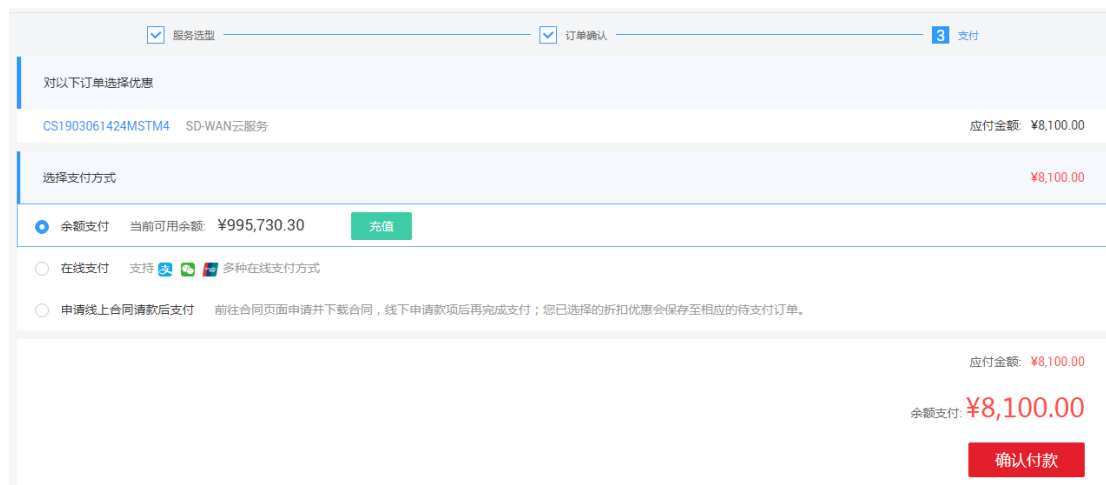 服务选型 订单确认 3 支付
对以下订单选择优惠
CS1903061424MSTM4 SD-WAN云服务 应付金额: ¥8,100.00
选择支付方式 ¥8,100.00
余额支付 当前可用余额: ¥995,730.30 充值
在线支付 支持 支 多种在线支付方式
申请线上合同请款后支付 前往合同页面申请并下载合同,线下申请款项后再完成支付;您已选择的折扣优惠会保存至相应的待支付订单。
应付金额: ¥8,100.00
余额支付: ¥8,100.00
确认付款